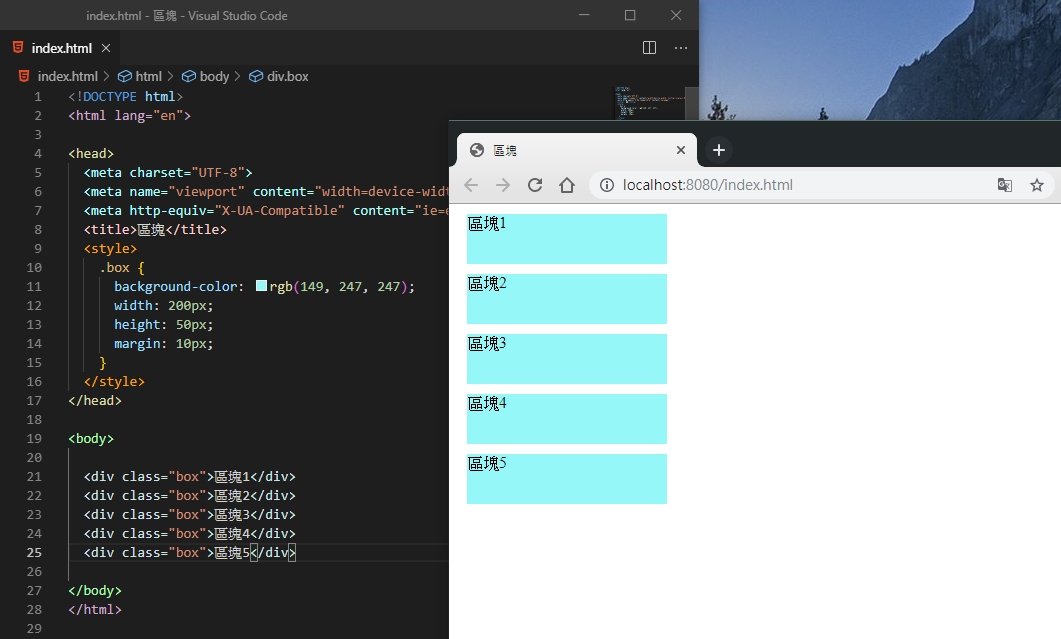 index.html - 區塊 - Visual Studio Code
index.html
index.html > html > body > div.box
1 <!DOCTYPE html>
2 <html lang="en">
3
4 <head>
5 <meta charset="UTF-8">
6 <meta name="viewport" content="width=device-widt
7 <meta http-equiv="X-UA-Compatible" content="ie=e
8 <title>區塊</title>
9 <style>
10 .box {
11 background-color: rgb(149, 247, 247);
12 width: 200px;
13 height: 50px;
14 margin: 10px;
15 }
16 </style>
17 </head>
18
19 <body>
20
21 <div class="box">區塊1</div>
22 <div class="box">區塊2</div>
23 <div class="box">區塊3</div>
24 <div class="box">區塊4</div>
25 <div class="box">區塊5</div>
26
27 </body>
28 </html>
29
區塊
localhost:8080/index.html
區塊1
區塊2
區塊3
區塊4
區塊5